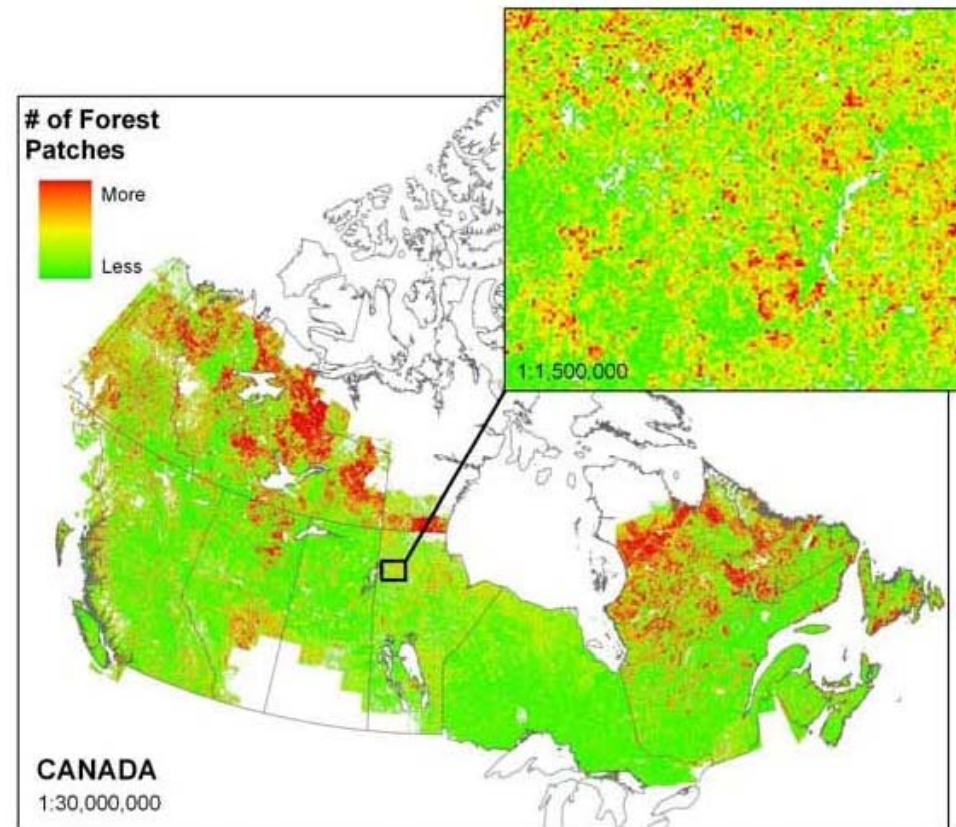 # of Forest
Patches
More
Less
1:1,500,000
CANADA
1:30,000,000